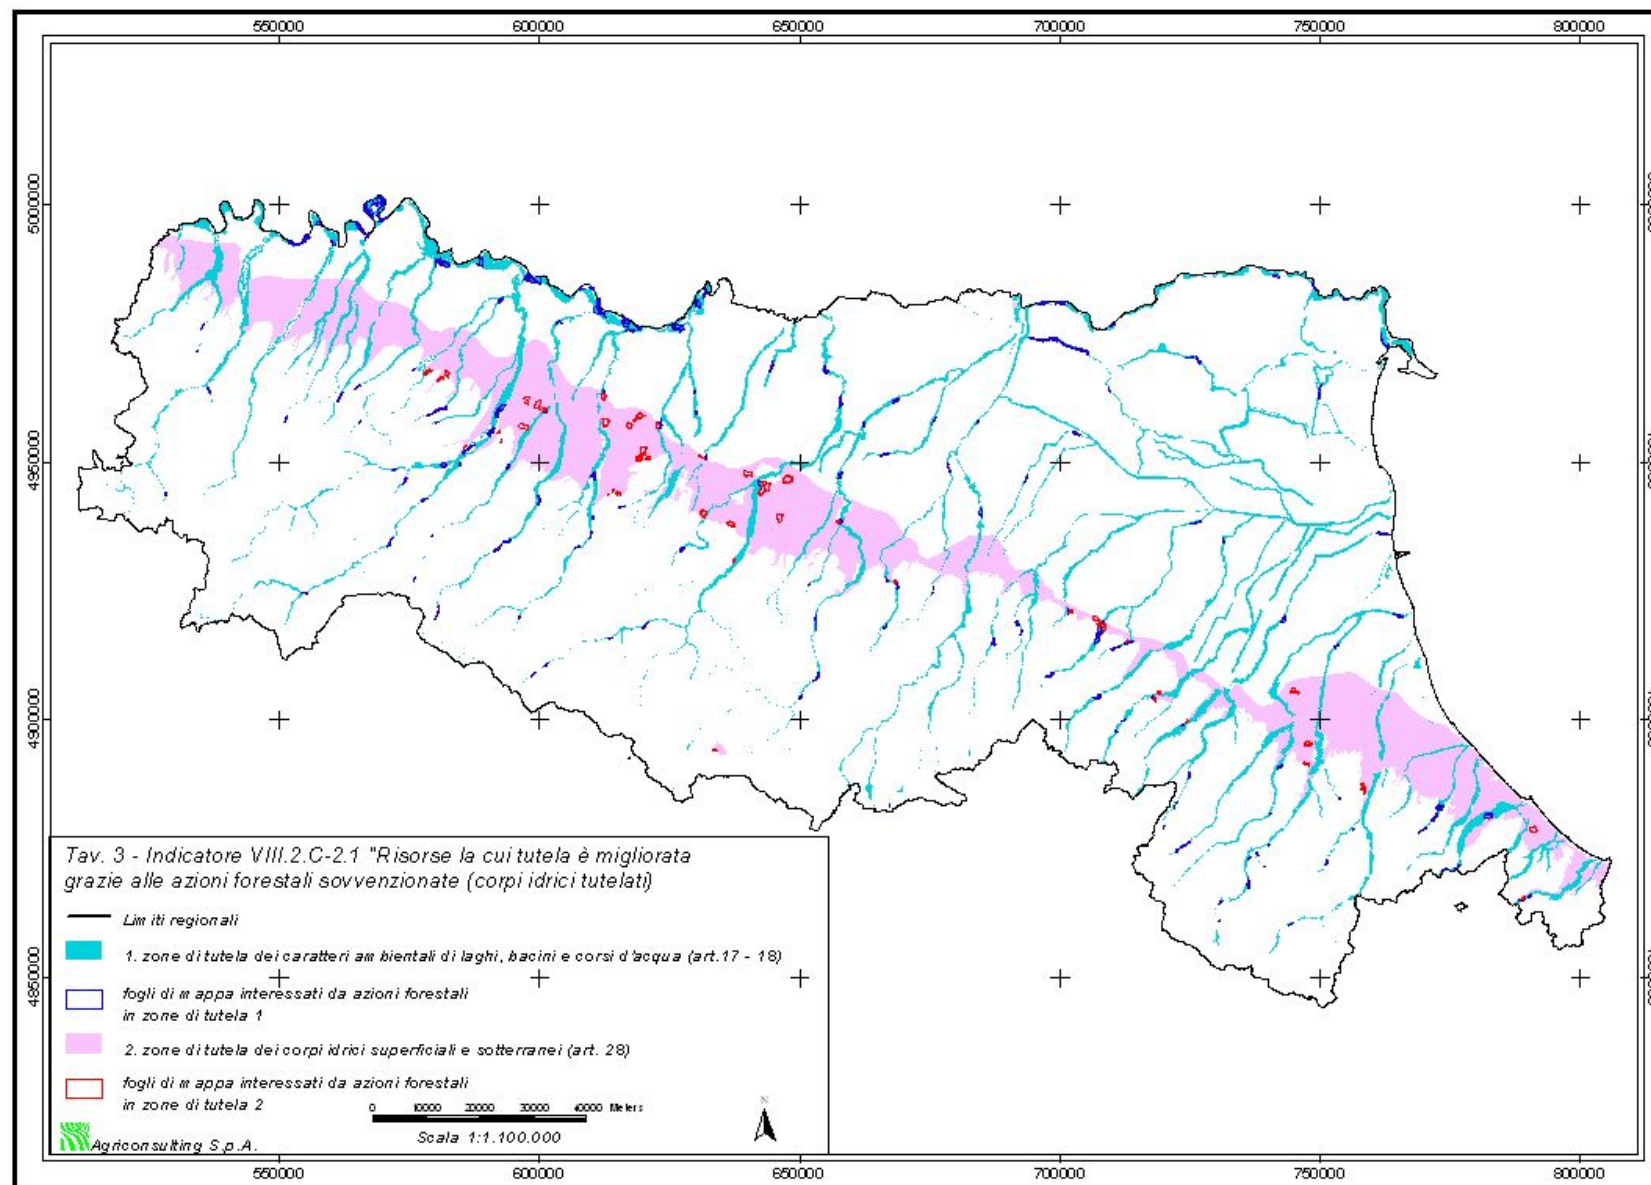 550000 600000 650000 700000 750000 800000
5000000
4950000
4900000
4850000
Tav. 3 - Indicatore VIII.2.C-2.1 "Risorse la cui tutela è migliorata
grazie alle azioni forestali sovvenzionate (corpi idrici tutelati)
Limiti regionali
1. zone di tutela dei caratteri ambientali di laghi, bacini e corsi d'acqua (art.17 - 18)
fogli di mappa interessati da azioni forestali
in zone di tutela 1
2. zone di tutela dei corpi idrici superficiali e sotterranei (art. 28)
fogli di mappa interessati da azioni forestali
in zone di tutela 2
0 10000 20000 30000 40000 Meters
N
Scala 1:1.100.000
Agriconsulting S.p.A.
550000 600000 650000 700000 750000 800000